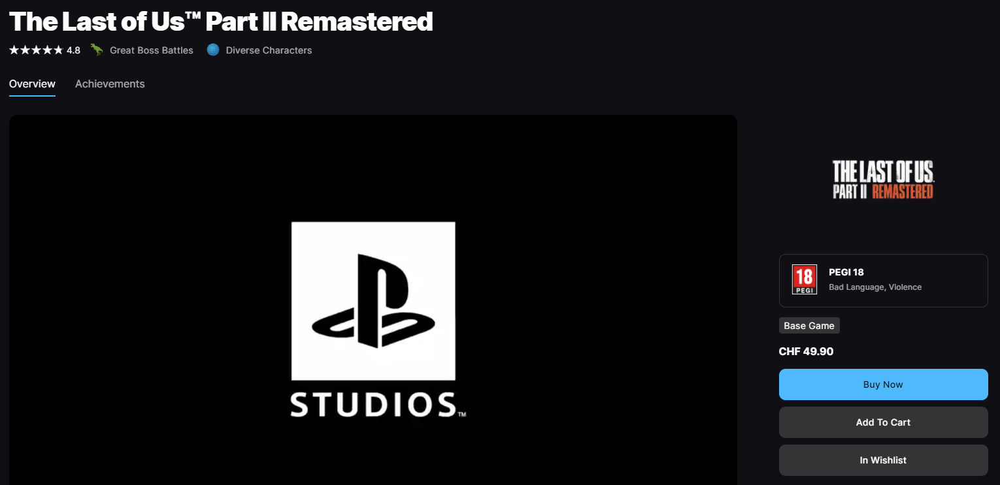 The Last of Us™ Part II Remastered
4.8 Great Boss Battles Diverse Characters
Overview Achievements
STUDIOS™
THE LAST OF US
PART II REMASTERED
18
PEGI
PEGI 18
Bad Language, Violence
Base Game
CHF 49.90
Buy Now
Add To Cart
In Wishlist